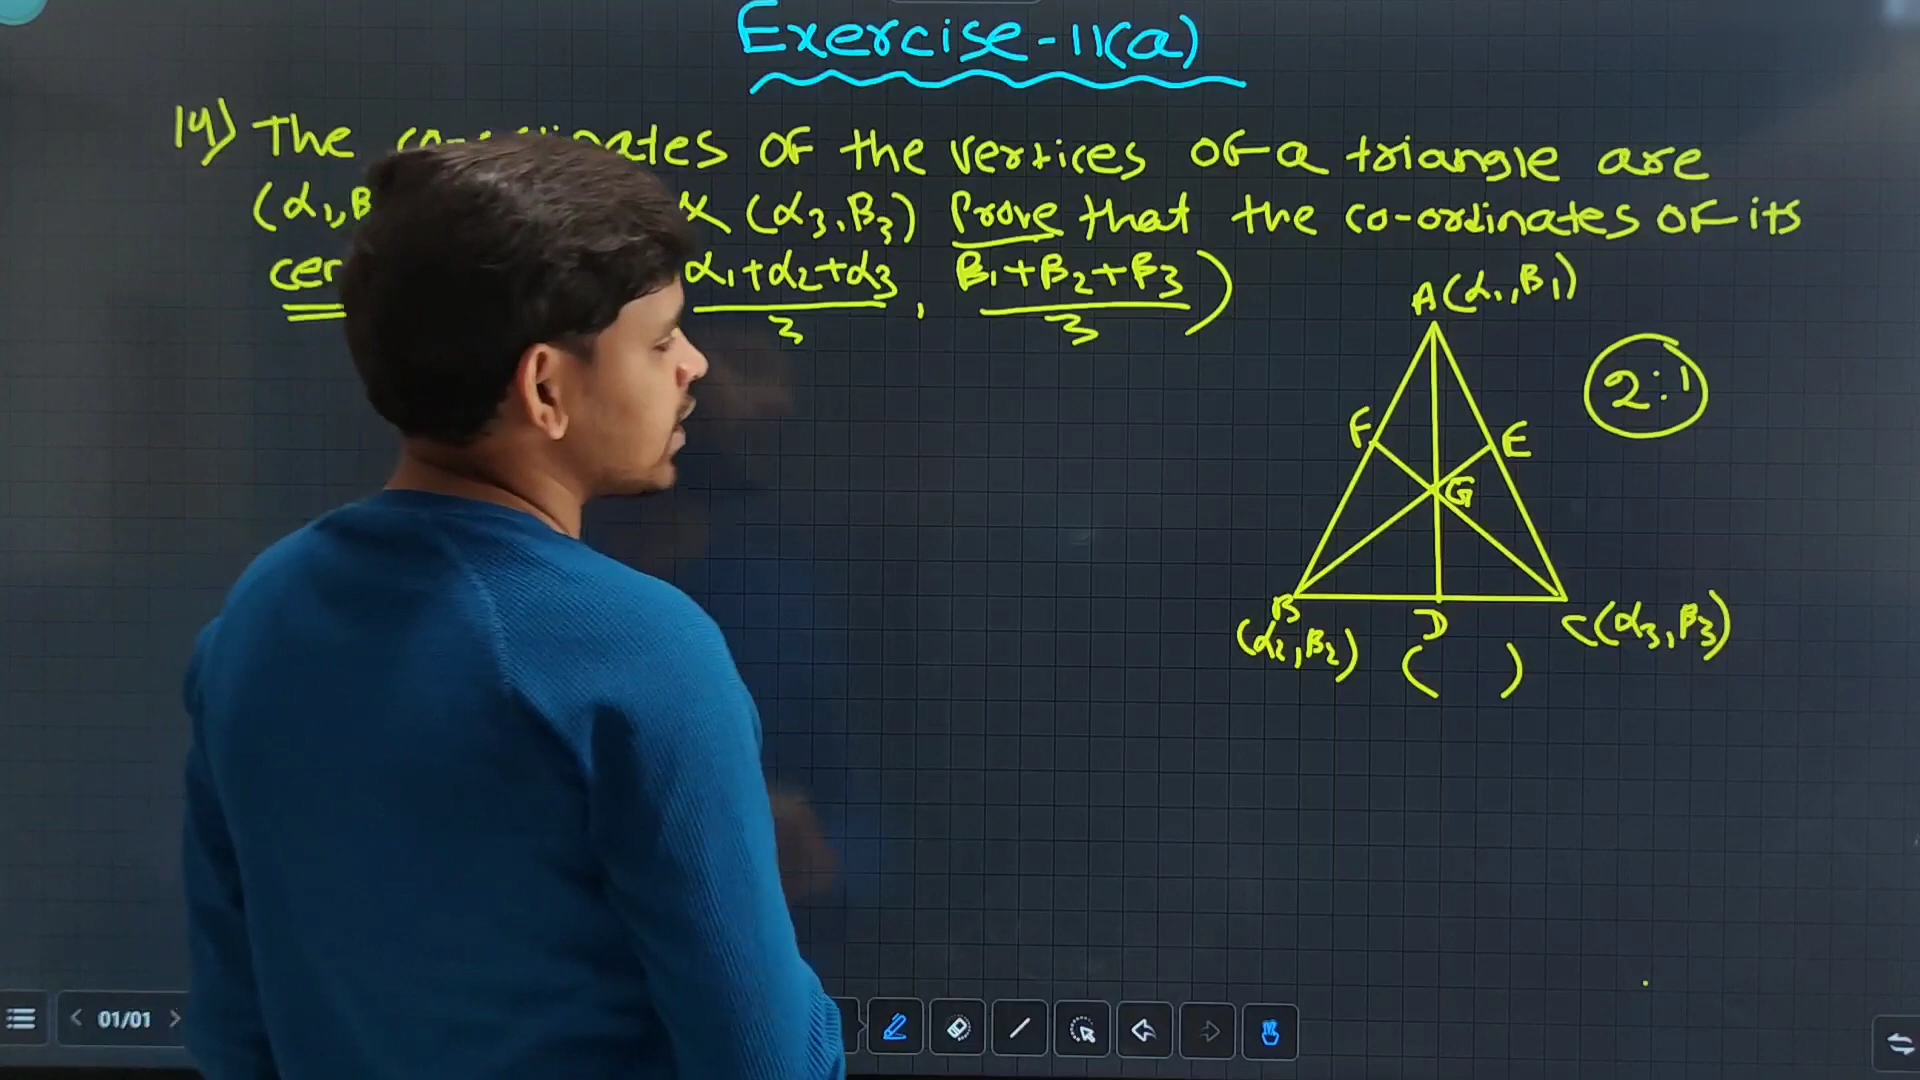 Exercise-11(a)
14) The of the vertices of a triangle are
(α1,β & (α3,β3) Prove that the co-ordinates of its
cen α1+α2+α3 , β1+β2+β3 )
3 3
A(α1,β1)
2:1
F E
G
B D C(α3,β3)
(α2,β2) ( )
01/01